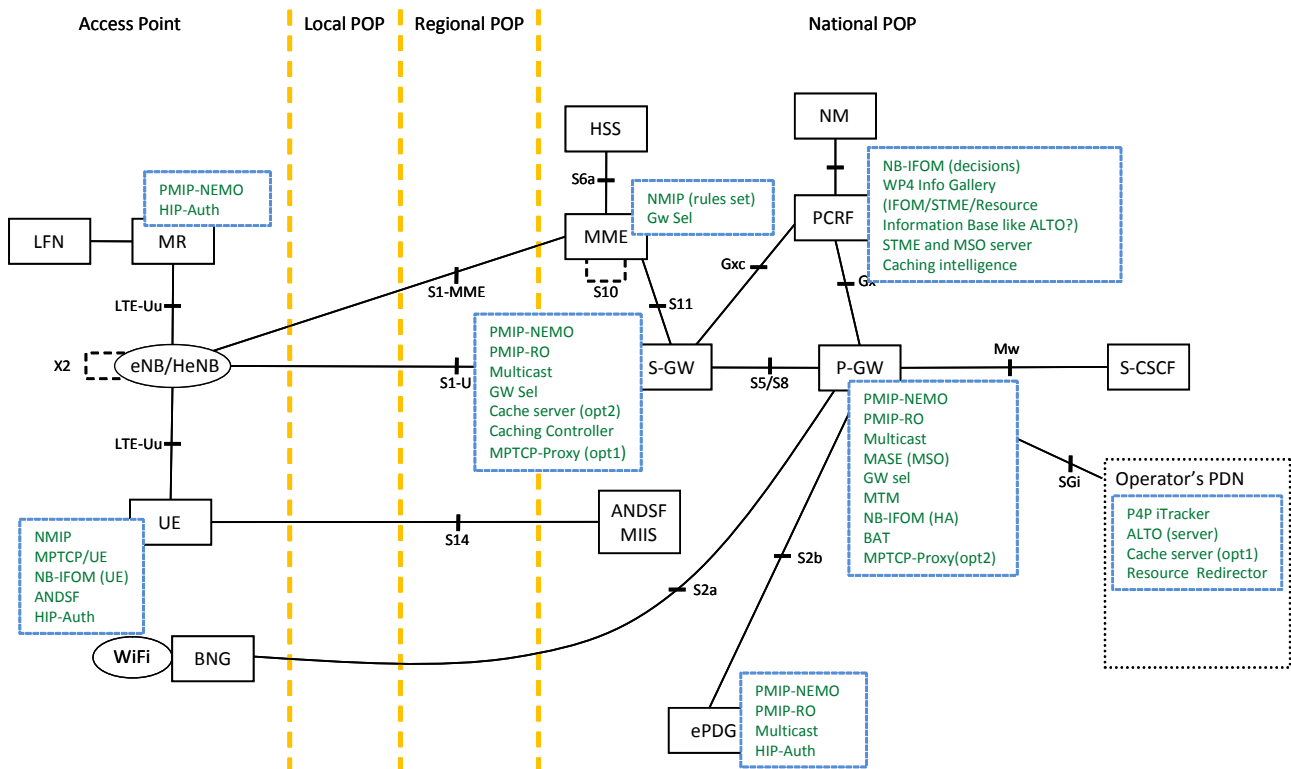 Access Point
Local POP
Regional POP
National POP
HSS
NM
S6a
PMIP-NEMO
HIP-Auth
NMIP (rules set)
Gw Sel
NB-IFOM (decisions)
WP4 Info Gallery
(IFOM/STME/Resource
Information Base like ALTO?)
STME and MSO server
Caching intelligence
LFN
MR
MME
PCRF
Gxc
Gx
S10
S1-MME
S11
LTE-Uu
X2
eNB/HeNB
S1-U
PMIP-NEMO
PMIP-RO
Multicast
GW Sel
Cache server (opt2)
Caching Controller
MPTCP-Proxy (opt1)
S-GW
S5/S8
P-GW
Mw
S-CSCF
PMIP-NEMO
PMIP-RO
Multicast
MASE (MSO)
GW sel
MTM
NB-IFOM (HA)
BAT
MPTCP-Proxy(opt2)
SGi
Operator's PDN
P4P iTracker
ALTO (server)
Cache server (opt1)
Resource Redirector
LTE-Uu
UE
S14
ANDSF
MIIS
NMIP
MPTCP/UE
NB-IFOM (UE)
ANDSF
HIP-Auth
S2b
S2a
WiFi
BNG
ePDG
PMIP-NEMO
PMIP-RO
Multicast
HIP-Auth